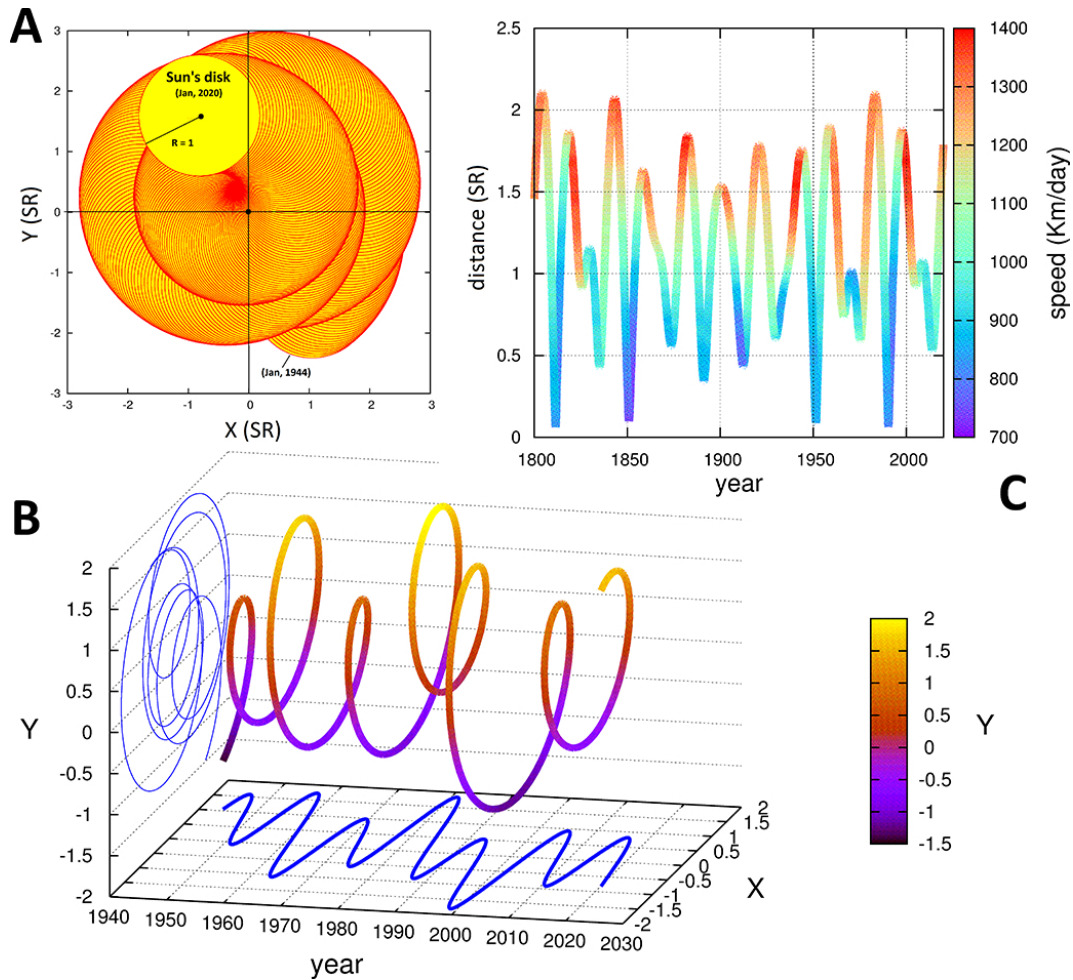 A
Y (SR)
3
2
1
0
-1
-2
-3
Sun's disk
(Jan, 2020)
R = 1
(Jan, 1944)
-3 -2 -1 0 1 2 3
X (SR)
distance (SR)
2.5
2
1.5
1
0.5
0
1800 1850 1900 1950 2000
year
1400
1300
1200
1100
1000
900
800
700
speed (Km/day)
C
B
Y
2
1.5
1
0.5
0
-0.5
-1
-1.5
-2
1940 1950 1960 1970 1980 1990 2000 2010 2020 2030
year
2
1.5
1
0.5
0
-0.5
-1
-1.5
-2
X
2
1.5
1
0.5
0
-0.5
-1
-1.5
Y